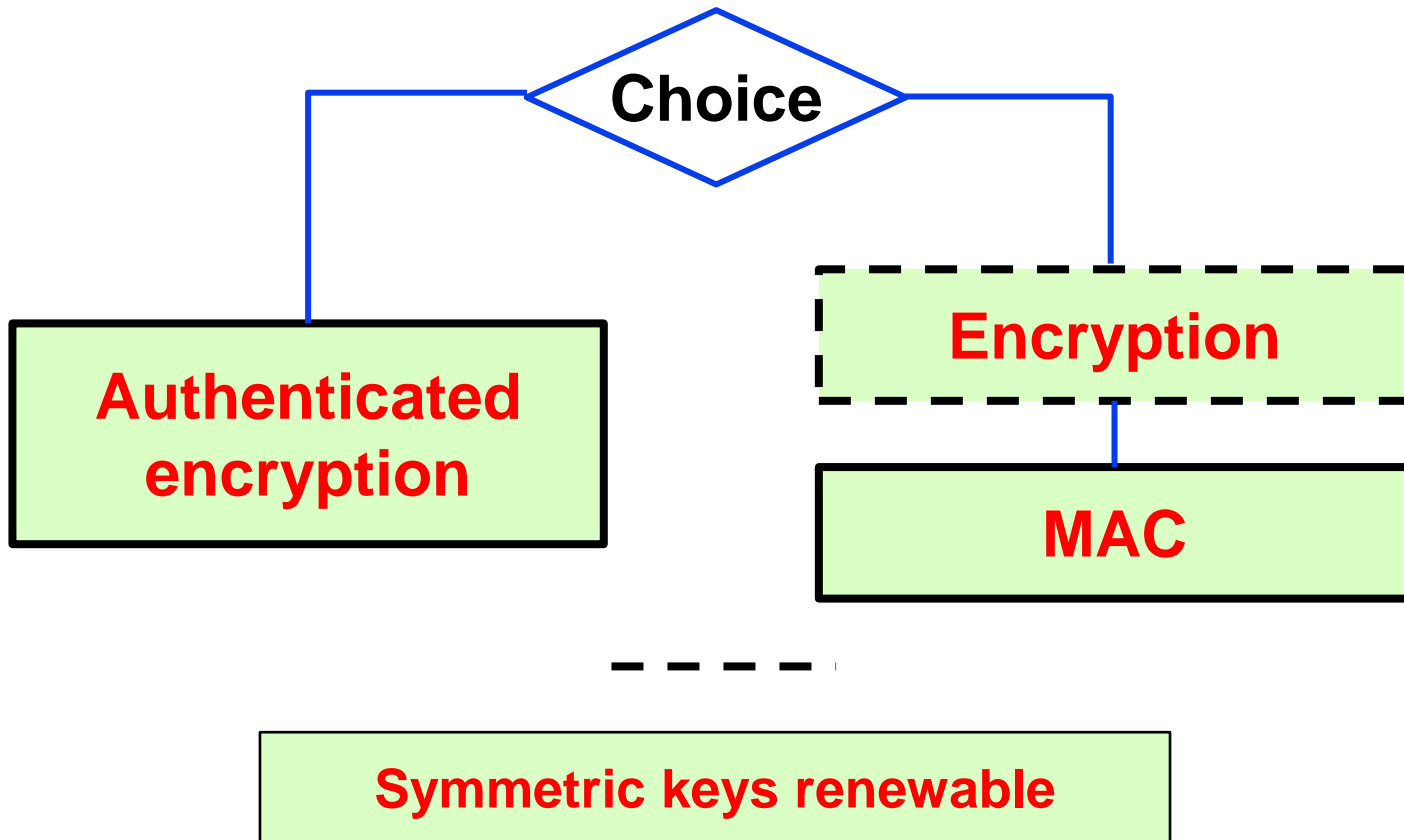 Choice
Encryption
Authenticated
encryption
MAC
Symmetric keys renewable